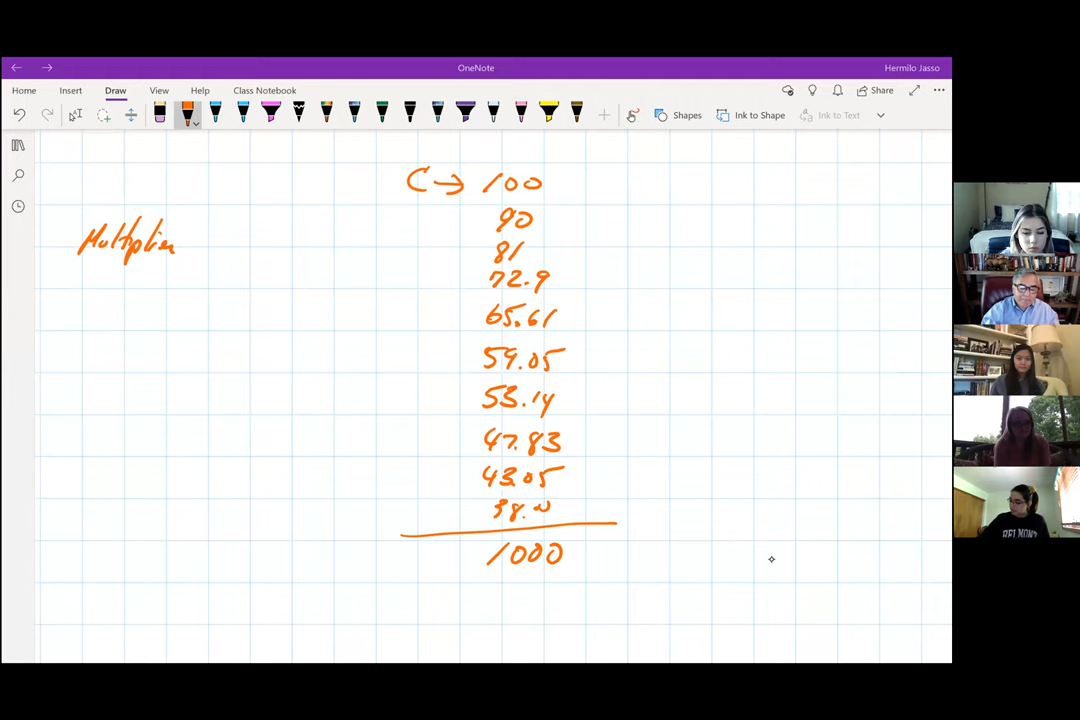 OneNote
Hermilo Jasso
Home Insert Draw View Help Class Notebook
Share
Shapes
Ink to Shape
Ink to Text
C → 100
Multiplier
90
81
72.9
65.61
59.05
53.14
47.83
43.05
1000
BELMONT